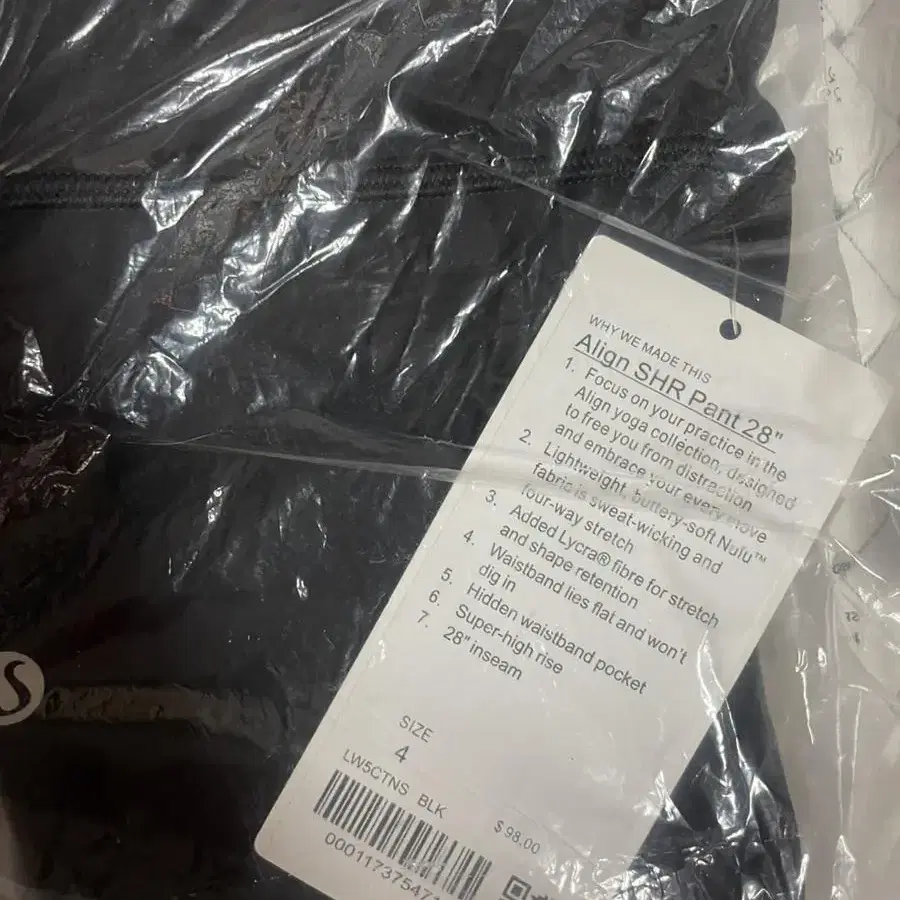 WHY WE MADE THIS
Align SHR Pant 28"
1. Focus on your practice in the
Align yoga collection, designed
to free you from distraction
and embrace your every move
2. Lightweight, buttery-soft Nulu™
fabric is sweat-wicking and
four-way stretch
3. Added Lycra® fibre for stretch
and shape retention
4. Waistband lies flat and won't
dig in
5. Hidden waistband pocket
6. Super-high rise
7. 28" inseam
SIZE
4
LW5CTNS BLK
$ 98.00
000117375471